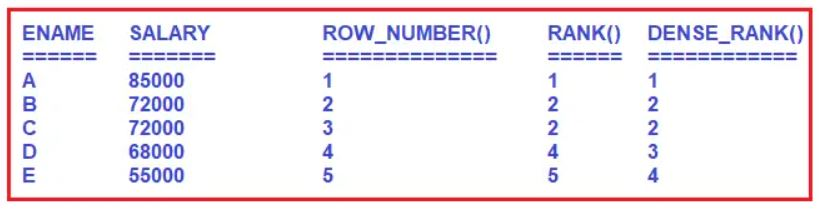 ENAME SALARY ROW_NUMBER() RANK() DENSE_RANK()
====== ======= ============== ====== ============
A 85000 1 1 1
B 72000 2 2 2
C 72000 3 2 2
D 68000 4 4 3
E 55000 5 5 4